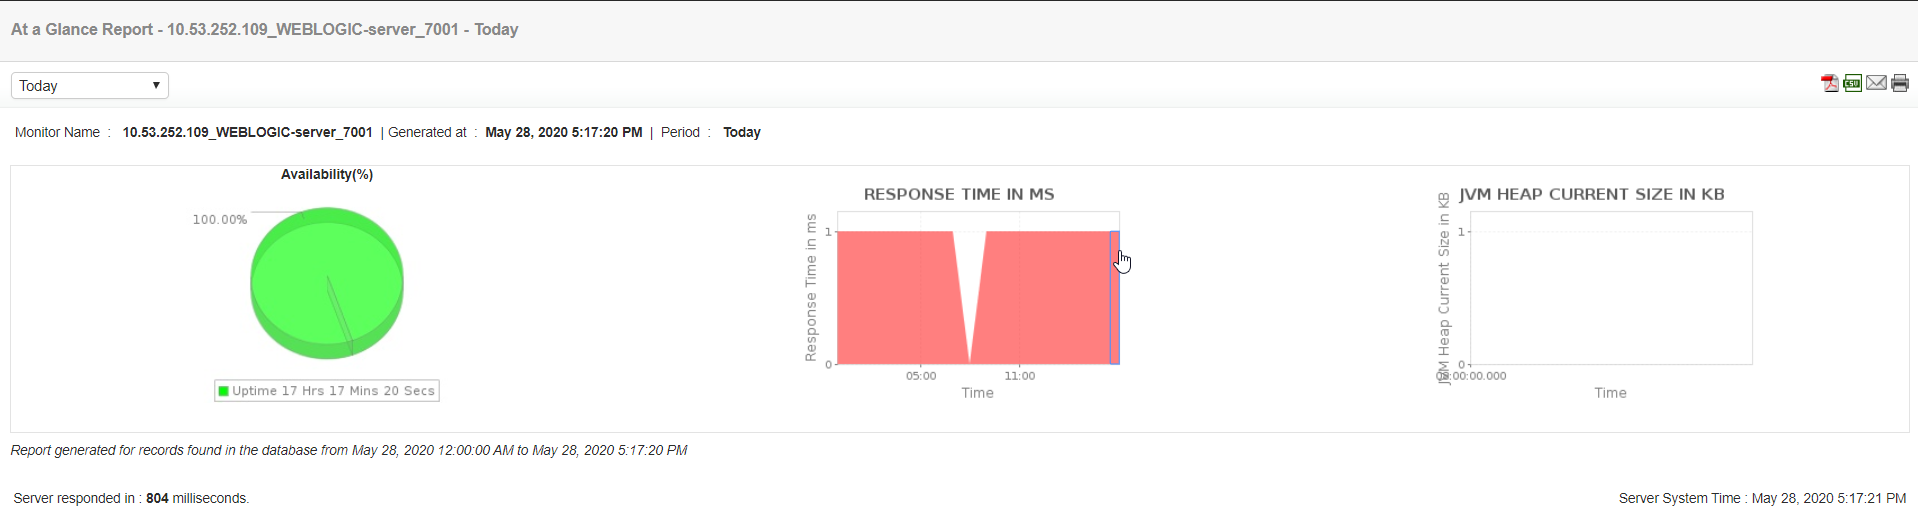 At a Glance Report - 10.53.252.109_WEBLOGIC-server_7001 - Today
Today
Monitor Name : 10.53.252.109_WEBLOGIC-server_7001 | Generated at : May 28, 2020 5:17:20 PM | Period : Today
Availability(%)
100.00%
Uptime 17 Hrs 17 Mins 20 Secs
RESPONSE TIME IN MS
Response Time in ms
1
0
05:00 11:00
Time
JVM HEAP CURRENT SIZE IN KB
JVM Heap Current Size in KB
1
0
00:00:00.000
Time
Report generated for records found in the database from May 28, 2020 12:00:00 AM to May 28, 2020 5:17:20 PM
Server responded in : 804 milliseconds.
Server System Time : May 28, 2020 5:17:21 PM